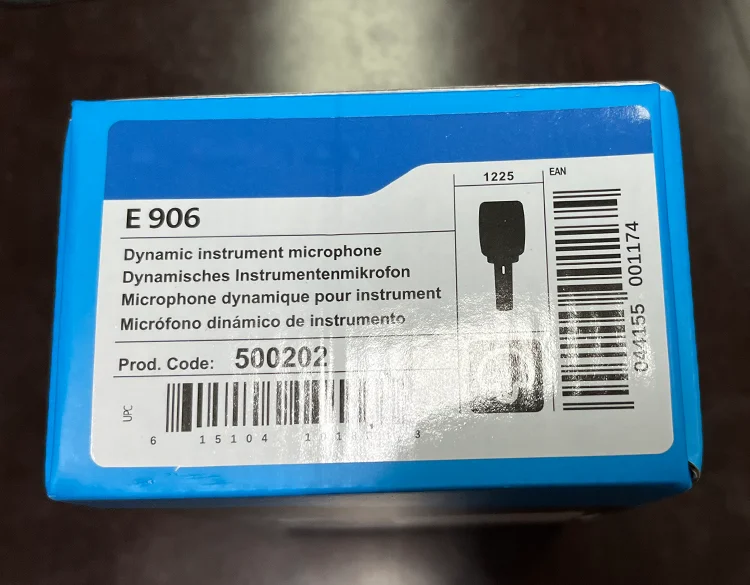 E 906
Dynamic instrument microphone
Dynamisches Instrumentenmikrofon
Microphone dynamique pour instrument
Micrófono dinámico de instrumento
Prod. Code: 500202
UPC
6 15104 3
1225
EAN
044155 001174